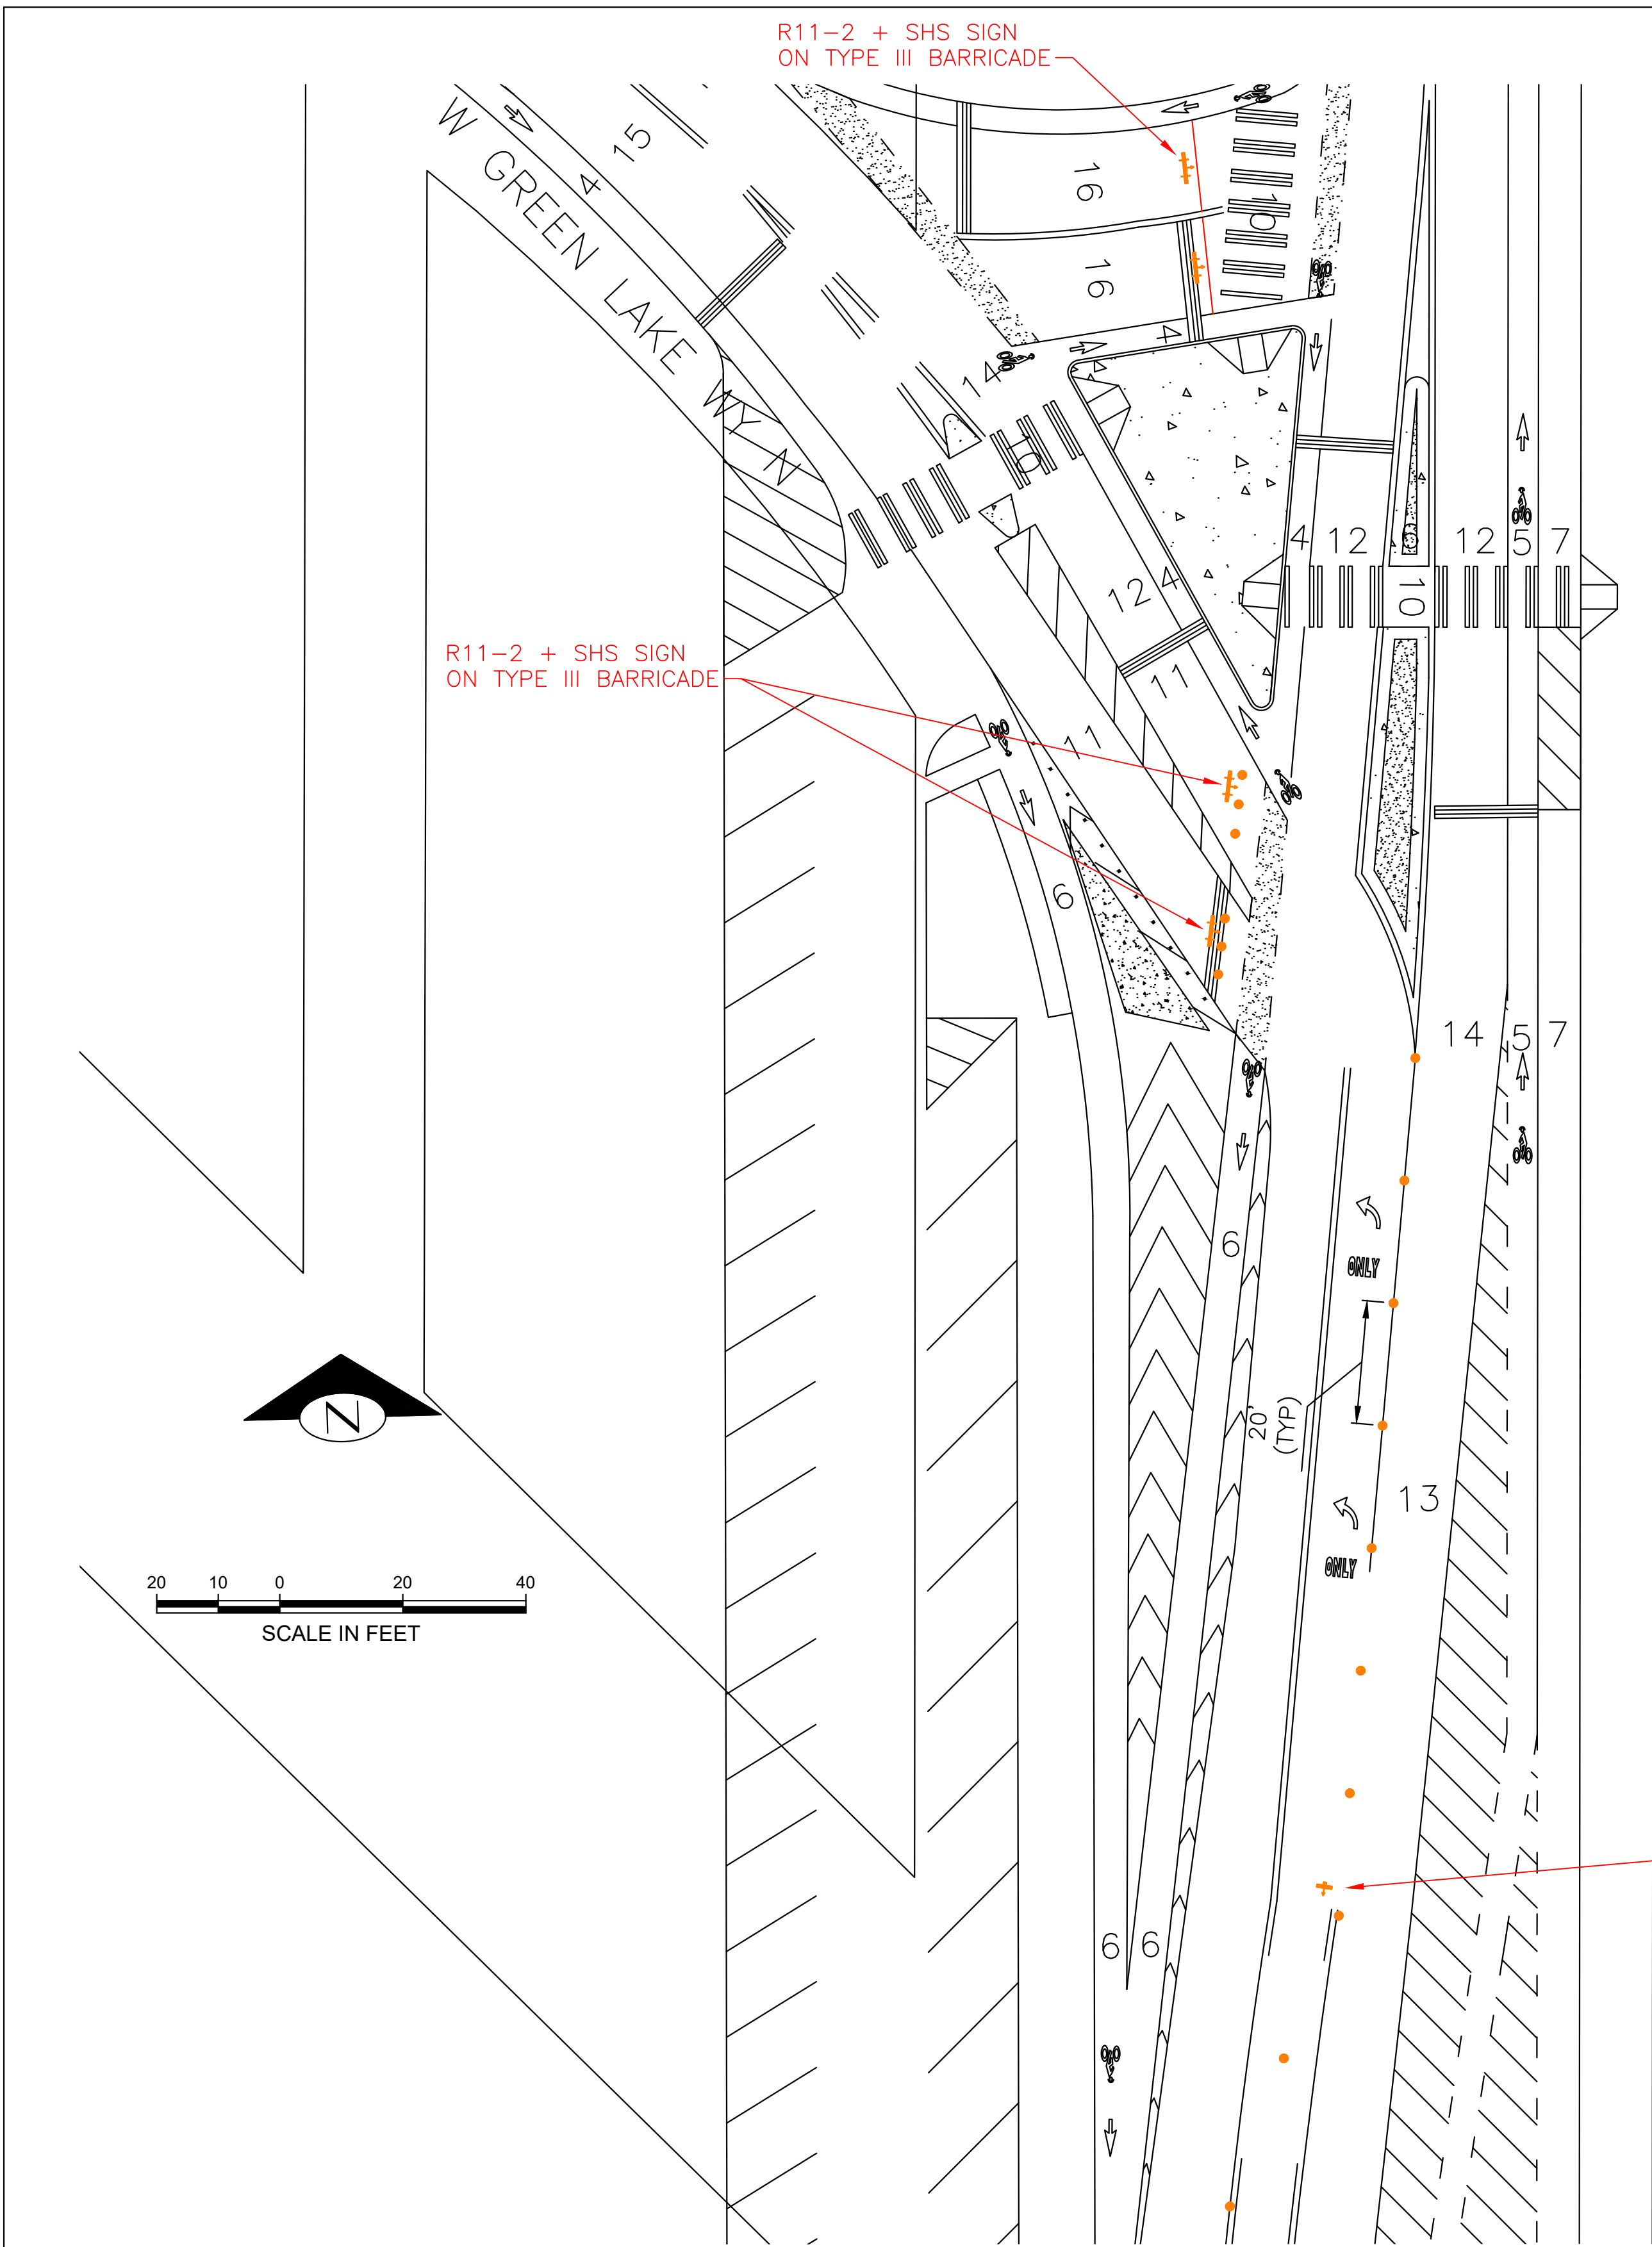 R11-2 + SHS SIGN
ON TYPE III BARRICADE
W GREEN LAKE WY N
15
4
16
16
10
4
14
10
4 12
12 5 7
10
12 4
11
11
R11-2 + SHS SIGN
ON TYPE III BARRICADE
6
14 5 7
6
ONLY
20'
(TYP)
13
ONLY
N
20 10 0 20 40
SCALE IN FEET
6 6